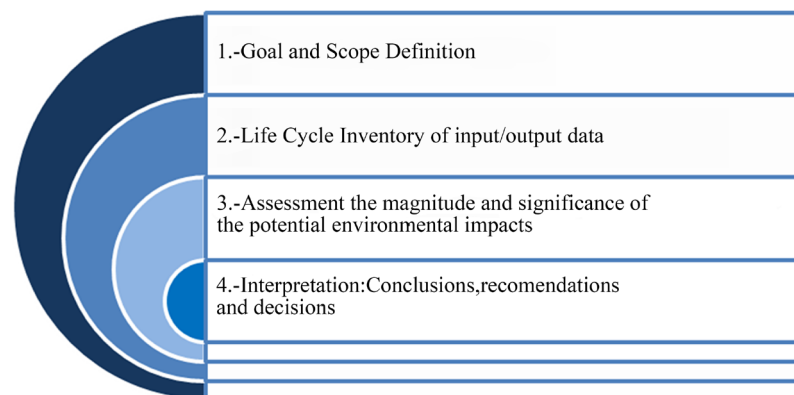 1.-Goal and Scope Definition
2.-Life Cycle Inventory of input/output data
3.-Assessment the magnitude and significance of
the potential environmental impacts
4.-Interpretation:Conclusions,recomendations
and decisions